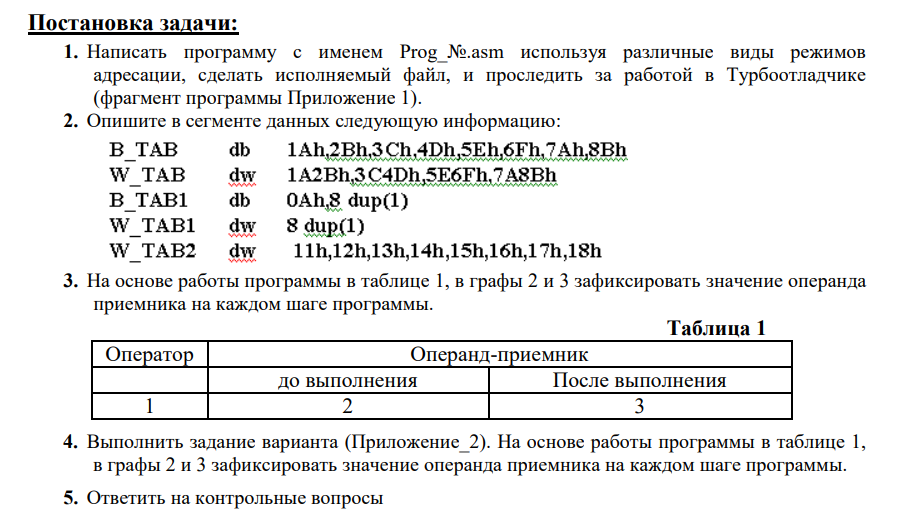 Постановка задачи:
1. Написать программу с именем Prog_№.asm используя различные виды режимов
адресации, сделать исполняемый файл, и проследить за работой в Турбоотладчике
(фрагмент программы Приложение 1).
2. Опишите в сегменте данных следующую информацию:
B_TAB db 1Ah,2Bh,3Ch,4Dh,5Eh,6Fh,7Ah,8Bh
W_TAB dw 1A2Bh,3C4Dh,5E6Fh,7A8Bh
B_TAB1 db 0Ah,8 dup(1)
W_TAB1 dw 8 dup(1)
W_TAB2 dw 11h,12h,13h,14h,15h,16h,17h,18h
3. На основе работы программы в таблице 1, в графы 2 и 3 зафиксировать значение операнда
приемника на каждом шаге программы.
Таблица 1
Оператор Операнд-приемник
до выполнения После выполнения
1 2 3
4. Выполнить задание варианта (Приложение_2). На основе работы программы в таблице 1,
в графы 2 и 3 зафиксировать значение операнда приемника на каждом шаге программы.
5. Ответить на контрольные вопросы